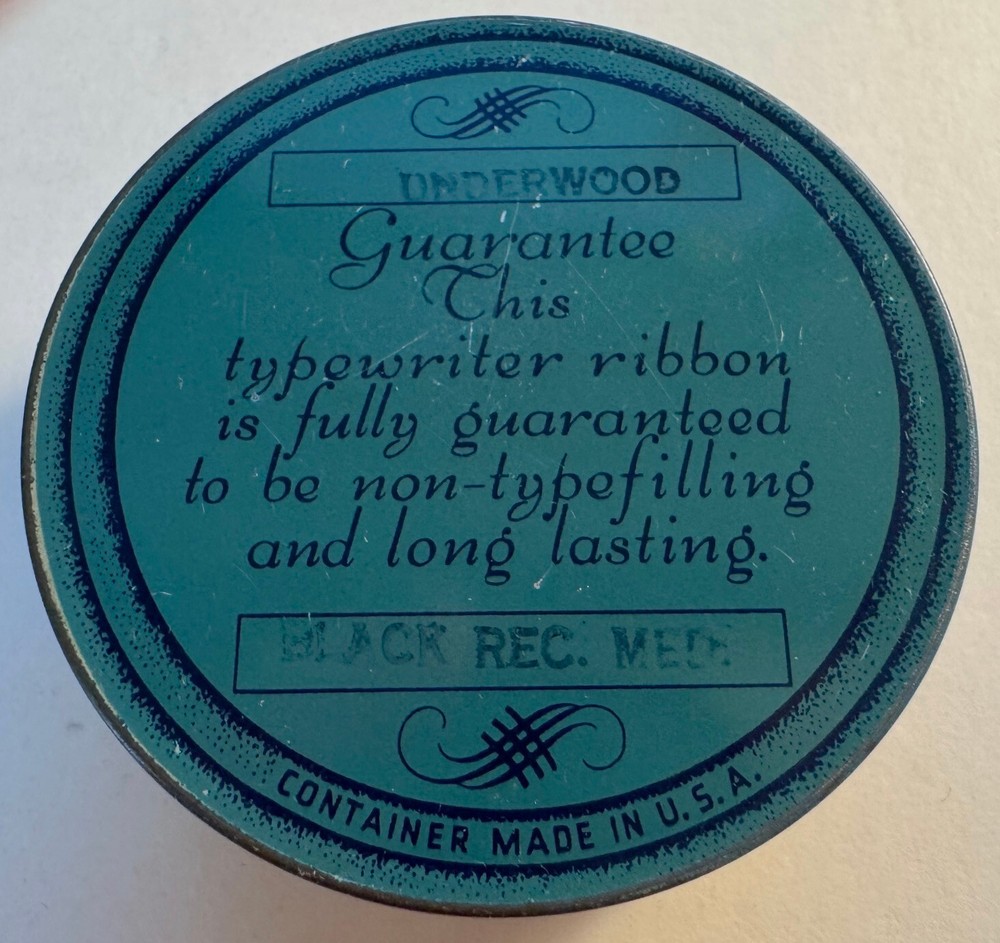 UNDERWOOD
Guarantee
This
typewriter ribbon
is fully guaranteed
to be non-typefilling
and long lasting.
BLACK REC. MED.
CONTAINER MADE IN U.S.A.